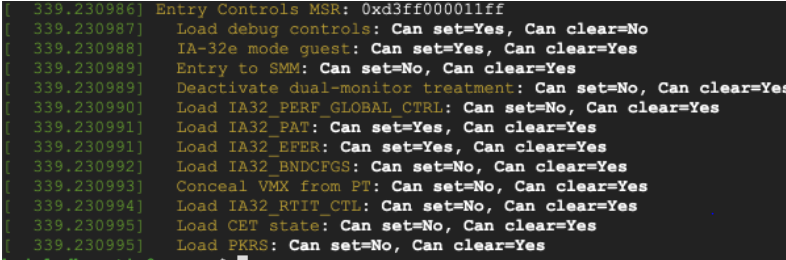 [  339.230986] Entry Controls MSR: 0xd3ff000011ff
[  339.230987]   Load debug controls: Can set=Yes, Can clear=No
[  339.230988]   IA-32e mode guest: Can set=Yes, Can clear=Yes
[  339.230989]   Entry to SMM: Can set=No, Can clear=Yes
[  339.230989]   Deactivate dual-monitor treatment: Can set=No, Can clear=Yes
[  339.230990]   Load IA32_PERF_GLOBAL_CTRL: Can set=No, Can clear=Yes
[  339.230991]   Load IA32_PAT: Can set=Yes, Can clear=Yes
[  339.230991]   Load IA32_EFER: Can set=Yes, Can clear=Yes
[  339.230992]   Load IA32_BNDCFGS: Can set=No, Can clear=Yes
[  339.230993]   Conceal VMX from PT: Can set=No, Can clear=Yes
[  339.230994]   Load IA32_RTIT_CTL: Can set=No, Can clear=Yes
[  339.230995]   Load CET state: Can set=No, Can clear=Yes
[  339.230995]   Load PKRS: Can set=No, Can clear=Yes